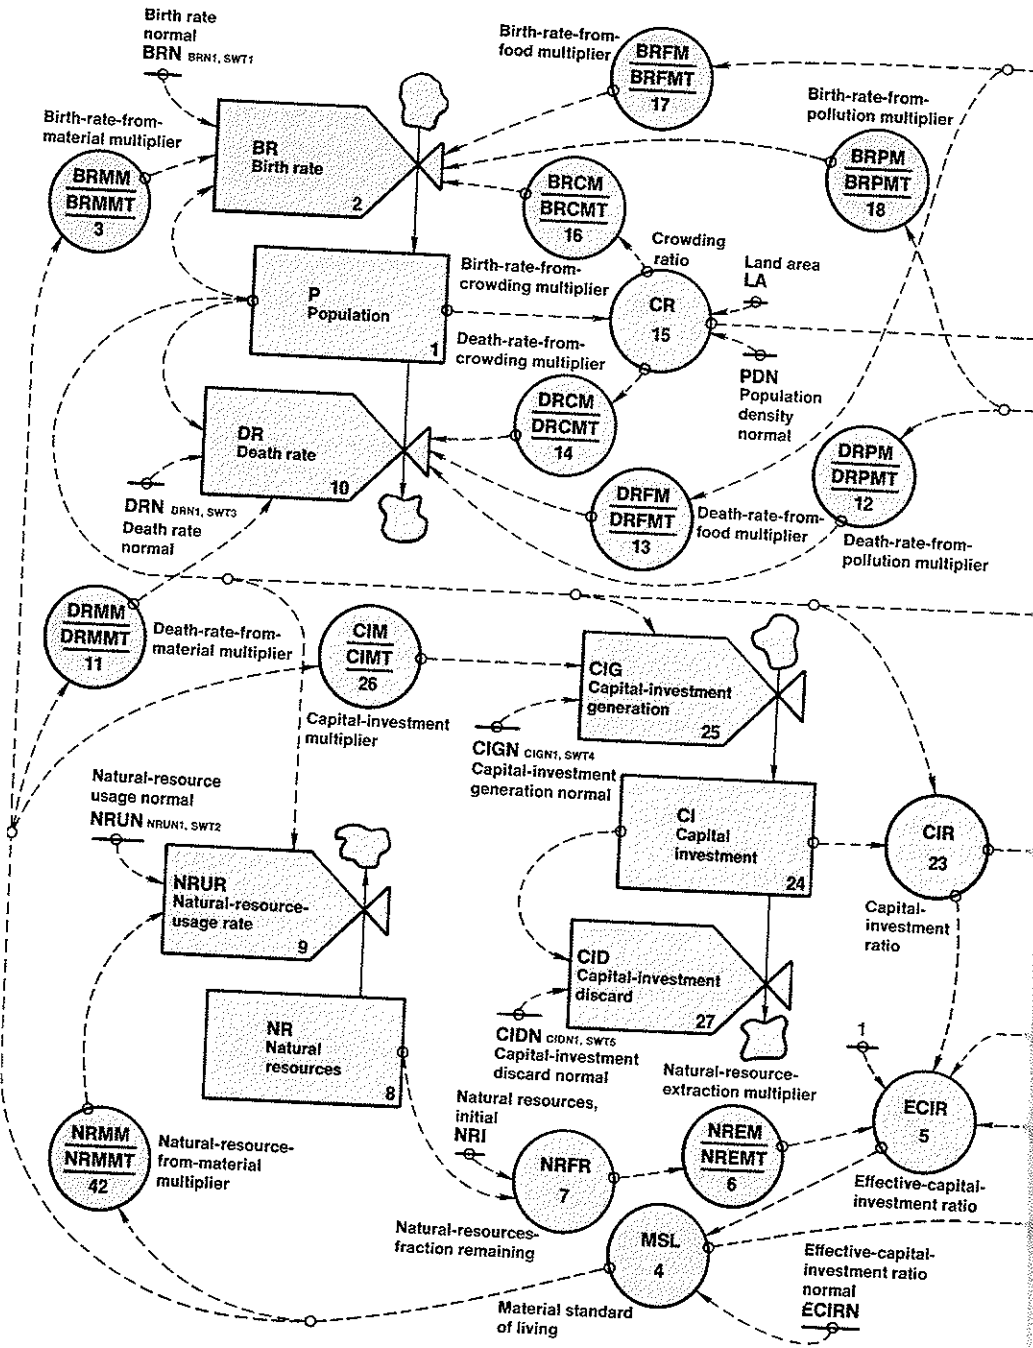 Birth rate
normal
BRN BRN1, SWT1
Birth-rate-from-
food multiplier
BRFM
BRFMT
17
Birth-rate-from-
pollution multiplier
Birth-rate-from-
material multiplier
BRMM
BRMMT
3
BR
Birth rate
2
BRCM
BRCMT
16
BRPM
BRPMT
18
Crowding
ratio
Land area
LA
P
Population
1
Birth-rate-from-
crowding multiplier
CR
15
Death-rate-from-
crowding multiplier
PDN
Population
density
normal
DRCM
DRCMT
14
DR
Death rate
10
DRN DRN1, SWT3
Death rate
normal
DRPM
DRPMT
12
DRFM
DRFMT
13
Death-rate-from-
food multiplier
Death-rate-from-
pollution multiplier
DRMM
DRMMT
11
Death-rate-from-
material multiplier
CIM
CIMT
26
Capital-investment
multiplier
CIG
Capital-investment
generation
25
CIGN CIGN1, SWT4
Capital-investment
generation normal
Natural-resource
usage normal
NRUN NRUN1, SWT2
CI
Capital
investment
24
CIR
23
Capital-
investment
ratio
NRUR
Natural-resource-
usage rate
9
CID
Capital-investment
discard
27
CIDN CIDN1, SWT5
Capital-investment
discard normal
NR
Natural
resources
8
1
Natural-resource-
extraction multiplier
Natural resources,
initial
NRI
ECIR
5
NRMM
NRMMT
42
Natural-resource-
from-material
multiplier
NRFR
7
NREM
NREMT
6
Effective-capital-
investment ratio
Natural-resources-
fraction remaining
MSL
4
Effective-capital-
investment ratio
normal
ECIRN
Material standard
of living